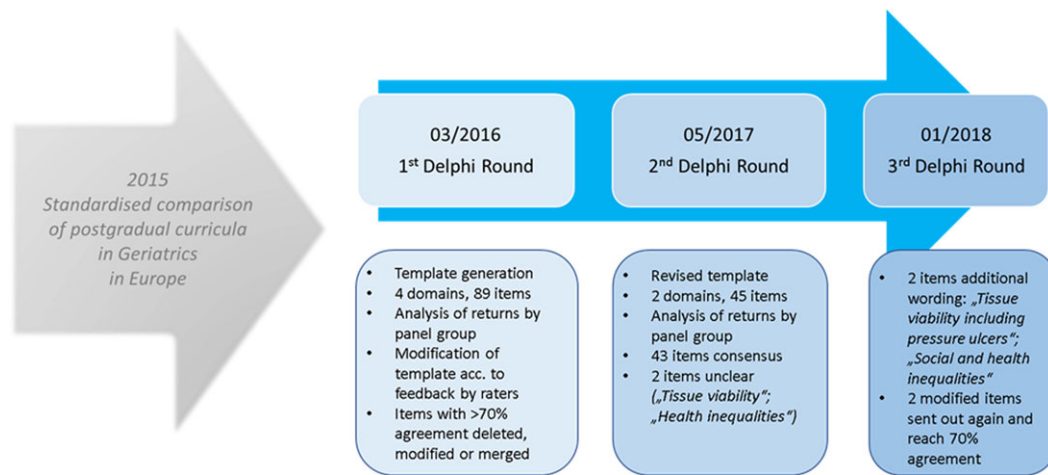 2015
Standardised comparison
of postgradual curricula
in Geriatrics
in Europe
03/2016
1st Delphi Round
05/2017
2nd Delphi Round
01/2018
3rd Delphi Round
• Template generation
• 4 domains, 89 items
• Analysis of returns by
panel group
• Modification of
template acc. to
feedback by raters
• Items with >70%
agreement deleted,
modified or merged
• Revised template
• 2 domains, 45 items
• Analysis of returns by
panel group
• 43 items consensus
• 2 items unclear
(„Tissue viability“;
„Health inequalities“)
• 2 items additional
wording: „Tissue
viability including
pressure ulcers“;
„Social and health
inequalities“
• 2 modified items
sent out again and
reach 70%
agreement